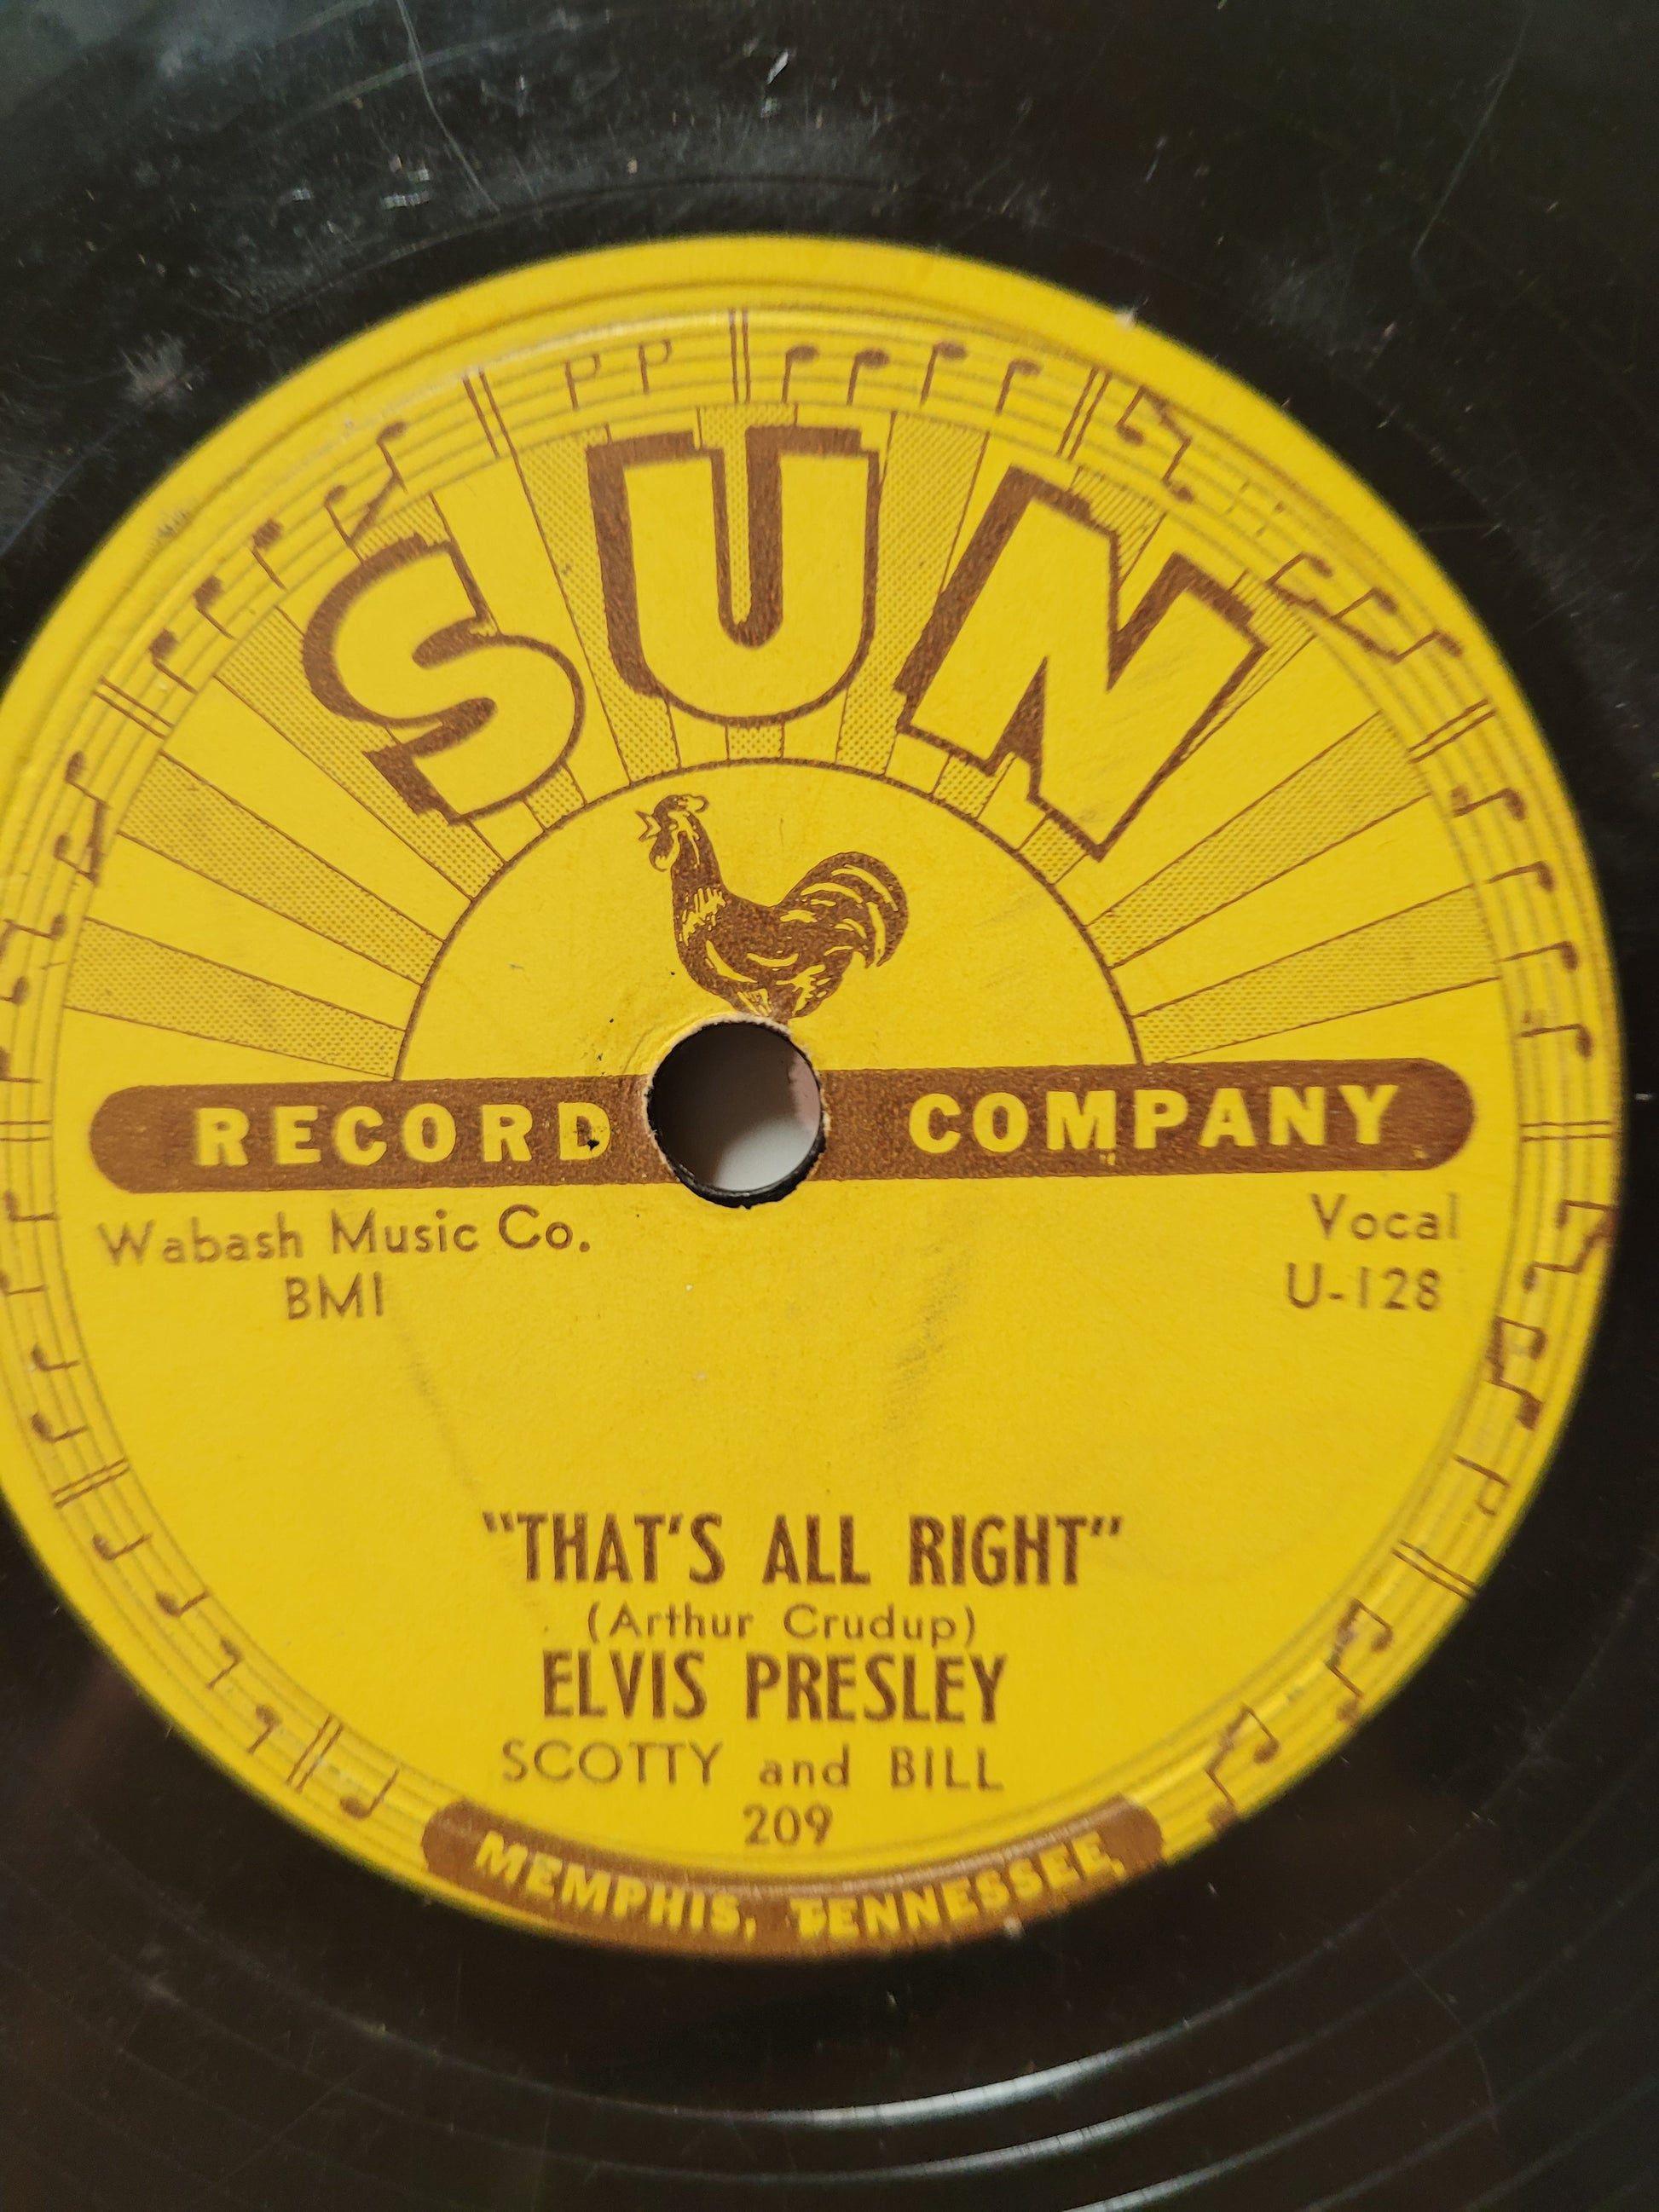 SUN
RECORD COMPANY
Wabash Music Co.
BMI
Vocal
U-128
"THAT'S ALL RIGHT"
(Arthur Crudup)
ELVIS PRESLEY
SCOTTY and BILL
209
MEMPHIS, TENNESSEE